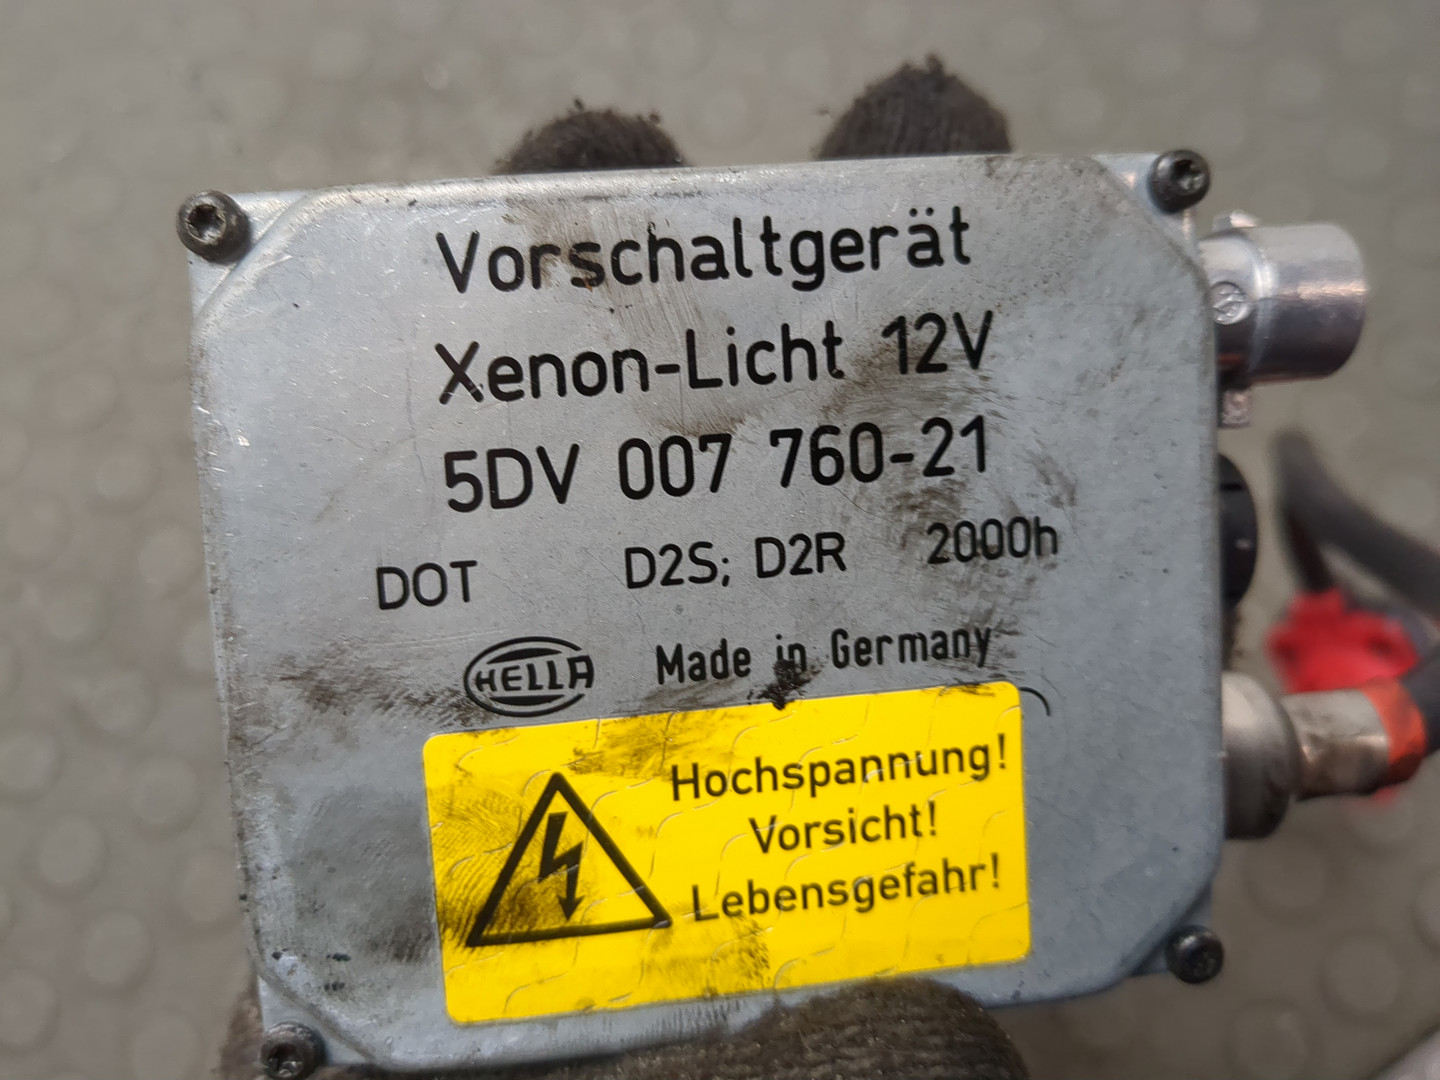 Vorschaltgerät
Xenon-Licht 12V
5DV 007 760-21
DOT D2S; D2R 2000h
HELLA Made in Germany
Hochspannung!
Vorsicht!
Lebensgefahr!